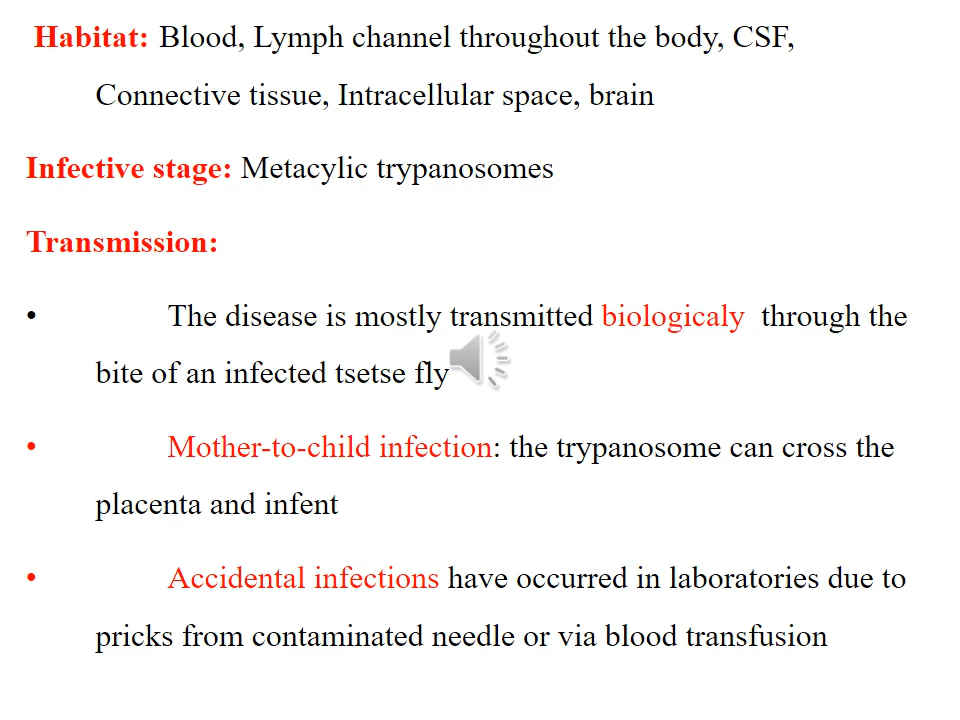 Habitat: Blood, Lymph channel throughout the body, CSF,
Connective tissue, Intracellular space, brain
Infective stage: Metacylic trypanosomes
Transmission:
• The disease is mostly transmitted biologicaly through the
bite of an infected tsetse fly
• Mother-to-child infection: the trypanosome can cross the
placenta and infent
• Accidental infections have occurred in laboratories due to
pricks from contaminated needle or via blood transfusion